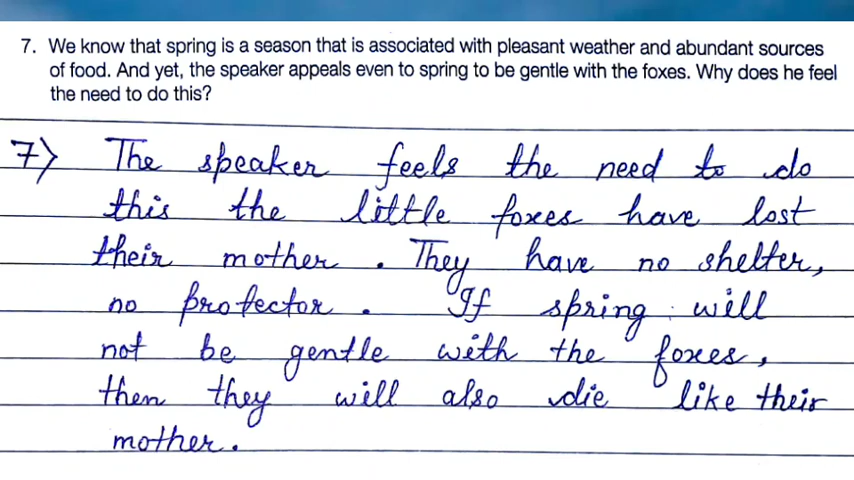 7. We know that spring is a season that is associated with pleasant weather and abundant sources
of food. And yet, the speaker appeals even to spring to be gentle with the foxes. Why does he feel
the need to do this?
7) The speaker feels the need to do
this the little foxes have lost
their mother. They have no shelter,
no protector. If spring will
not be gentle with the foxes,
then they will also die like their
mother.